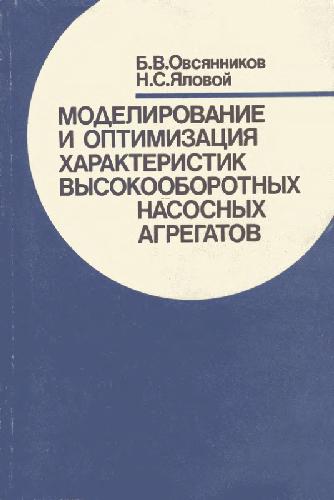 Б.В.Овсянников
Н.С.Яловой
МОДЕЛИРОВАНИЕ
И ОПТИМИЗАЦИЯ
ХАРАКТЕРИСТИК
ВЫСОКООБОРОТНЫХ
НАСОСНЫХ
АГРЕГАТОВ